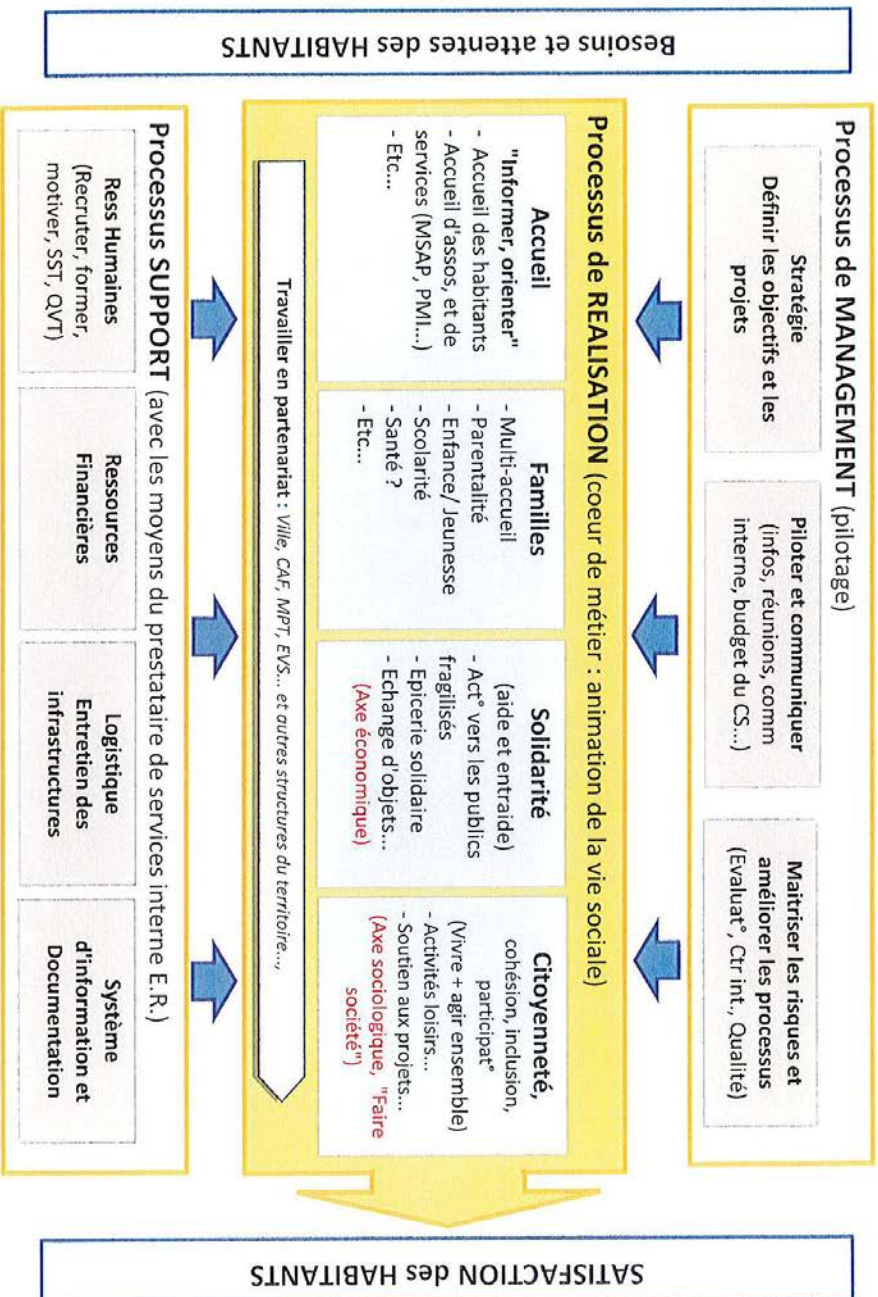 Besoins et attentes des HABITANTS
Processus de MANAGEMENT (pilotage)
Stratégie
Définir les objectifs et les
projets
Piloter et communiquer
(infos, réunions, comm
interne, budget du CS...)
Maitriser les risques et
améliorer les processus
(Evaluat°, Ctr int., Qualité)
Processus de REALISATION (coeur de métier : animation de la vie sociale)
Accueil
"Informer, orienter"
- Accueil des habitants
- Accueil d'assos, et de
services (MSAP, PMI...)
- Etc...
Familles
- Multi-accueil
- Parentalité
- Enfance/ Jeunesse
- Scolarité
- Santé ?
- Etc...
Solidarité
(aide et entraide)
- Act° vers les publics
fragilisés
- Epicerie solidaire
- Echange d'objets...
(Axe économique)
Citoyenneté,
cohésion, inclusion,
participat°
(Vivre + agir ensemble)
- Activités loisirs...
- Soutien aux projets...
(Axe sociologique, "Faire
société")
Travailler en partenariat : Ville, CAF, MPT, EVS... et autres structures du territoire...,
Processus SUPPORT (avec les moyens du prestataire de services interne E.R.)
Ress Humaines
(Recruter, former,
motiver, SST, QVT)
Ressources
Financières
Logistique
Entretien des
infrastructures
Système
d'information et
Documentation
SATISFACTION des HABITANTS